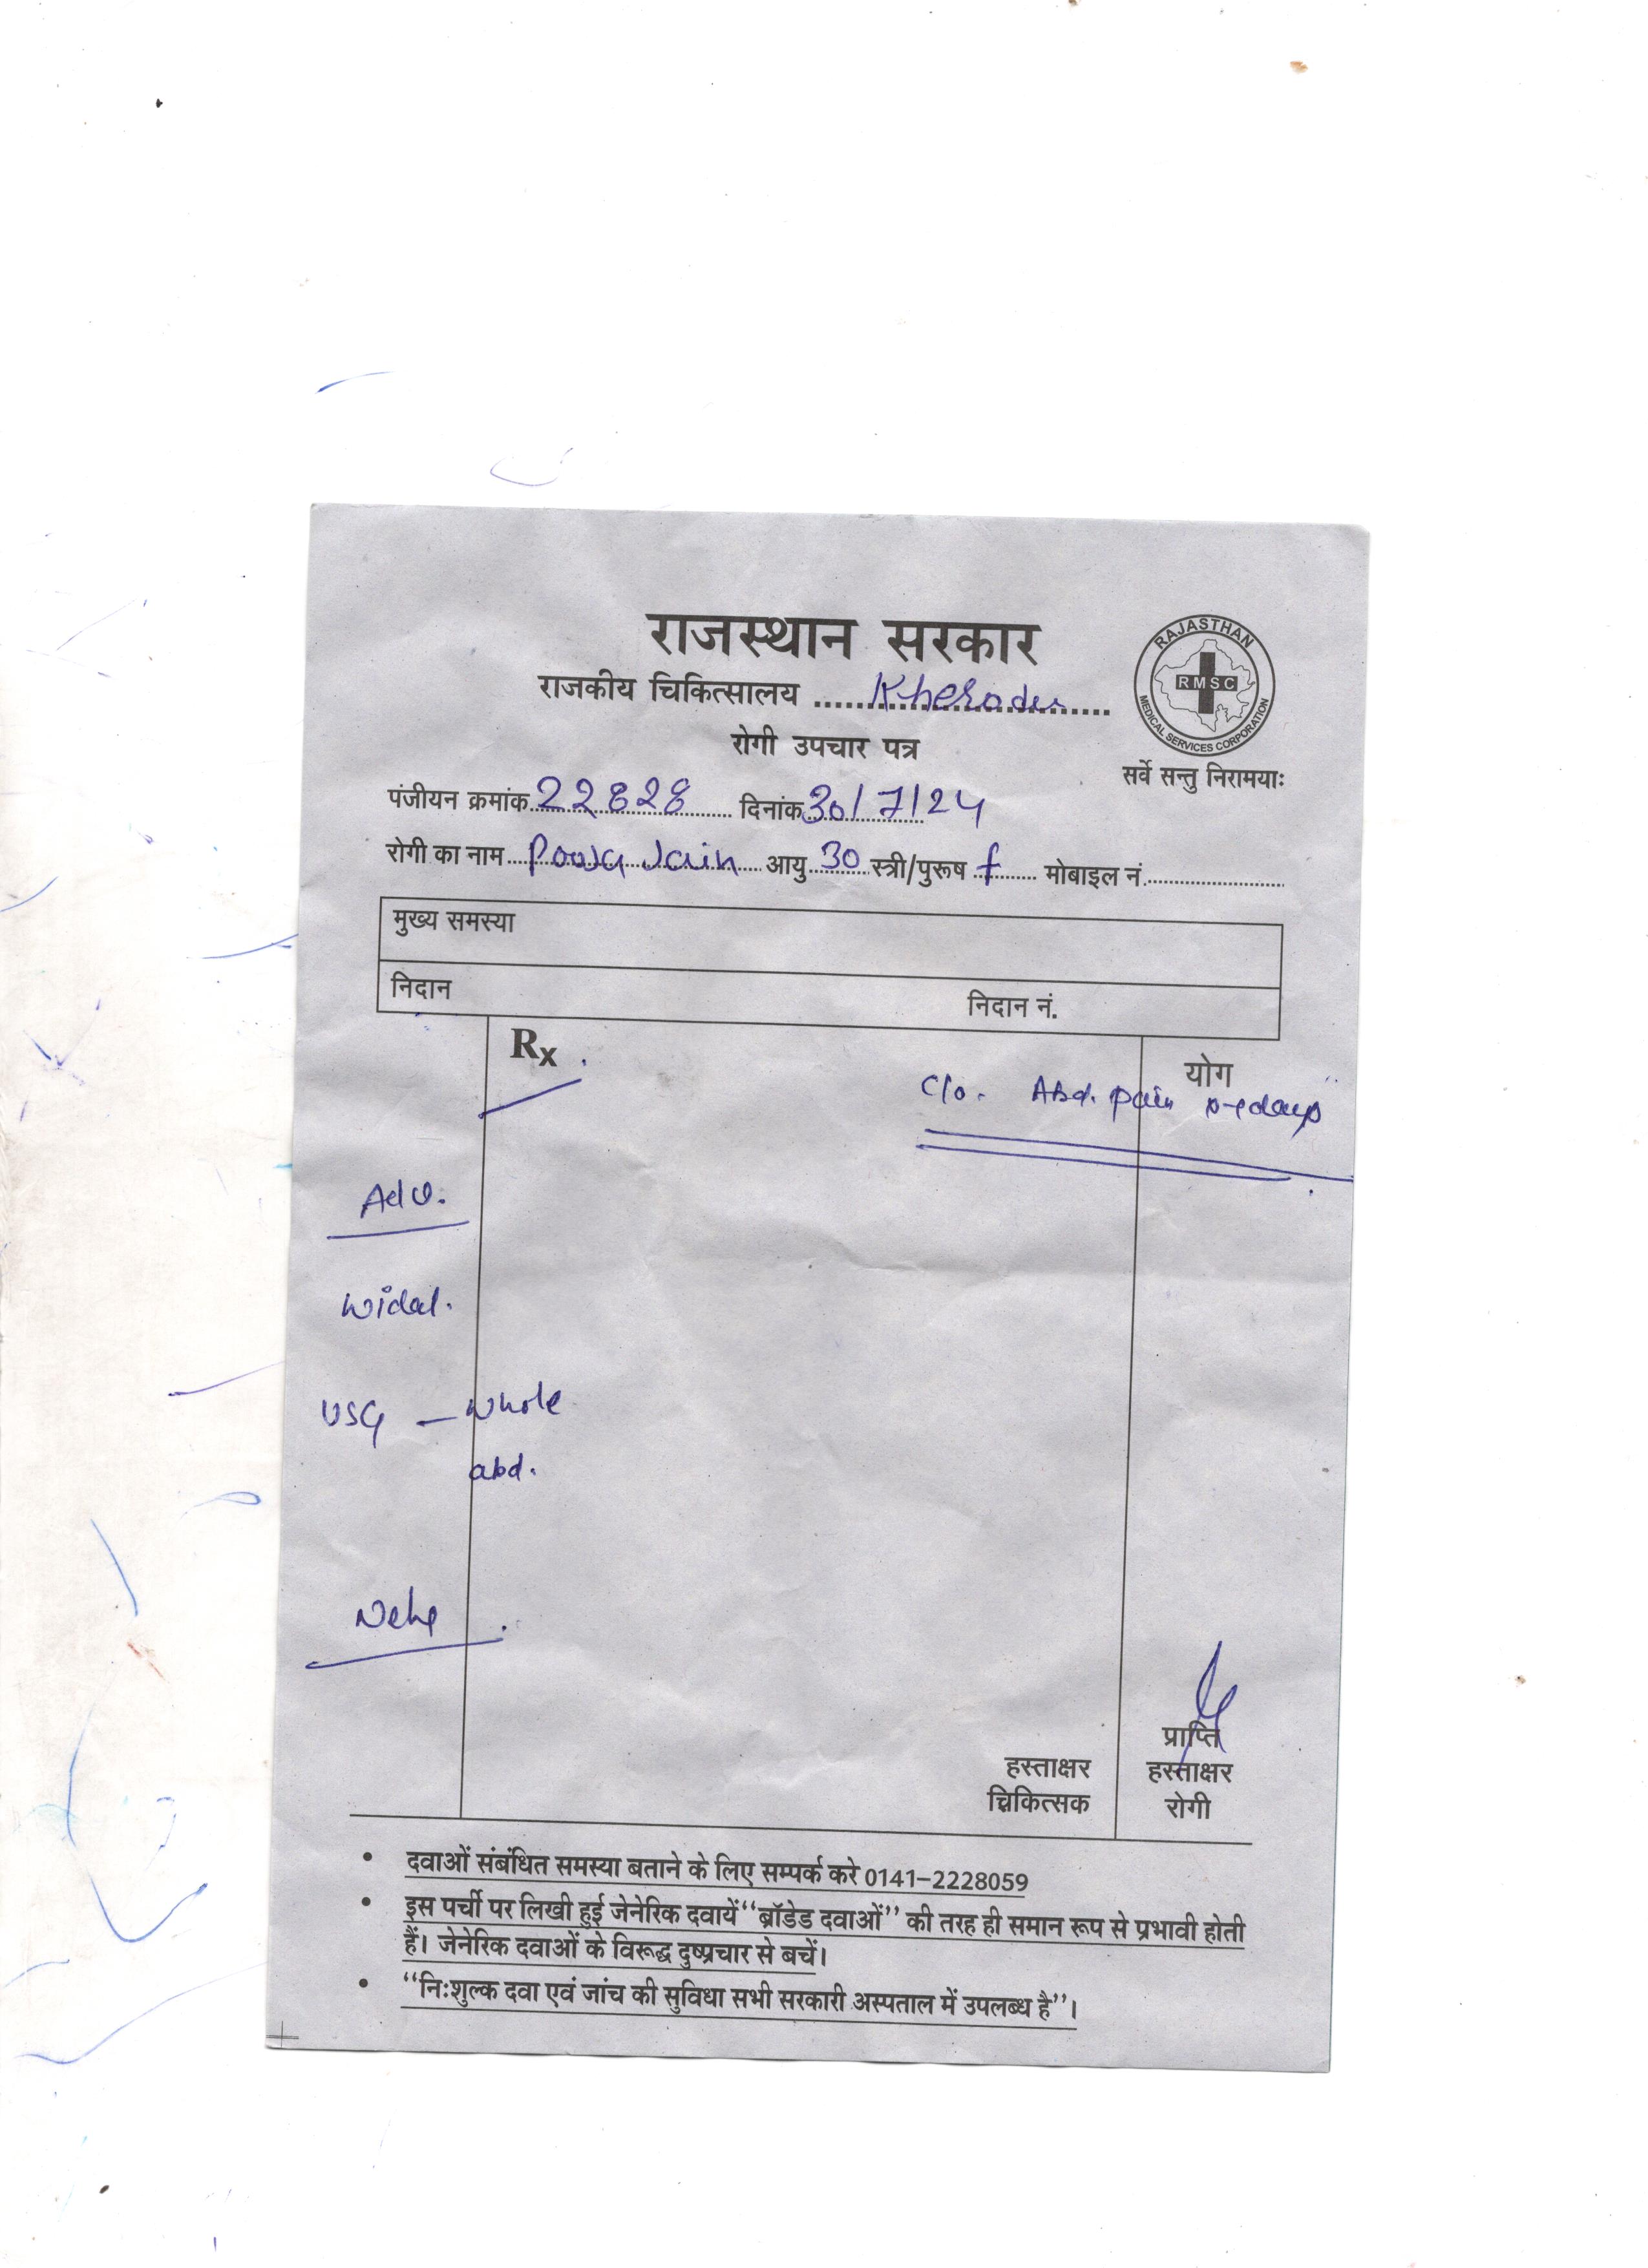 राजस्थान सरकार
राजकीय चिकित्सालय ........Kherodu........
RAJASTHAN
RMSC
MEDICAL SERVICES CORPORATION
रोगी उपचार पत्र
सर्वे सन्तु निरामयाः
पंजीयन क्रमांक 22828 दिनांक 30/7/24
रोगी का नाम Pooja Jain आयु 30 स्त्री/पुरूष f मोबाइल नं.
मुख्य समस्या
निदान निदान नं.
Rx योग
C/o. Abd. pain days
Adv.
Widal.
USG – Whole
abd.
हस्ताक्षर
चिकित्सक
प्राप्ति
हस्ताक्षर
रोगी
• दवाओं संबंधित समस्या बताने के लिए सम्पर्क करे 0141-2228059
• इस पर्ची पर लिखी हुई जेनेरिक दवायें “ब्रॉडेड दवाओं” की तरह ही समान रूप से प्रभावी होती
हैं। जेनेरिक दवाओं के विरूद्ध दुष्प्रचार से बचें।
• “निःशुल्क दवा एवं जांच की सुविधा सभी सरकारी अस्पताल में उपलब्ध है”।